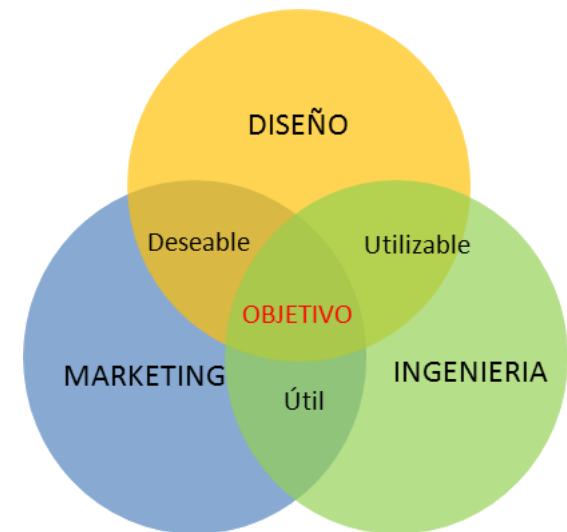 DISEÑO
Deseable
Utilizable
OBJETIVO
MARKETING
INGENIERIA
Útil